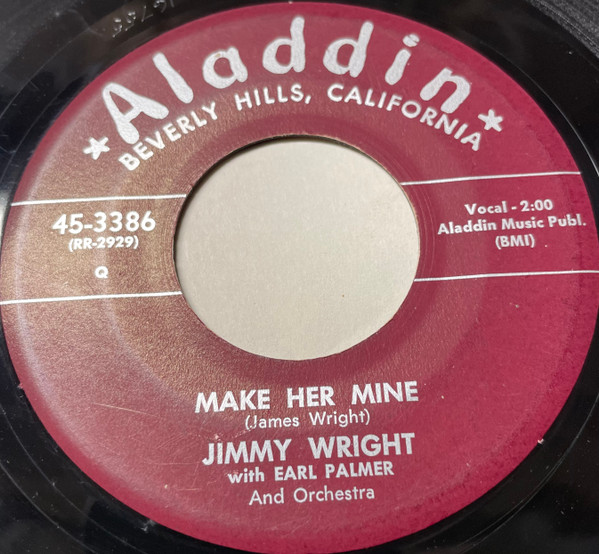 *Aladdin*
BEVERLY HILLS, CALIFORNIA
45-3386
(RR-2929)
Q
Vocal - 2:00
Aladdin Music Publ.
(BMI)
MAKE HER MINE
(James Wright)
JIMMY WRIGHT
with EARL PALMER
And Orchestra